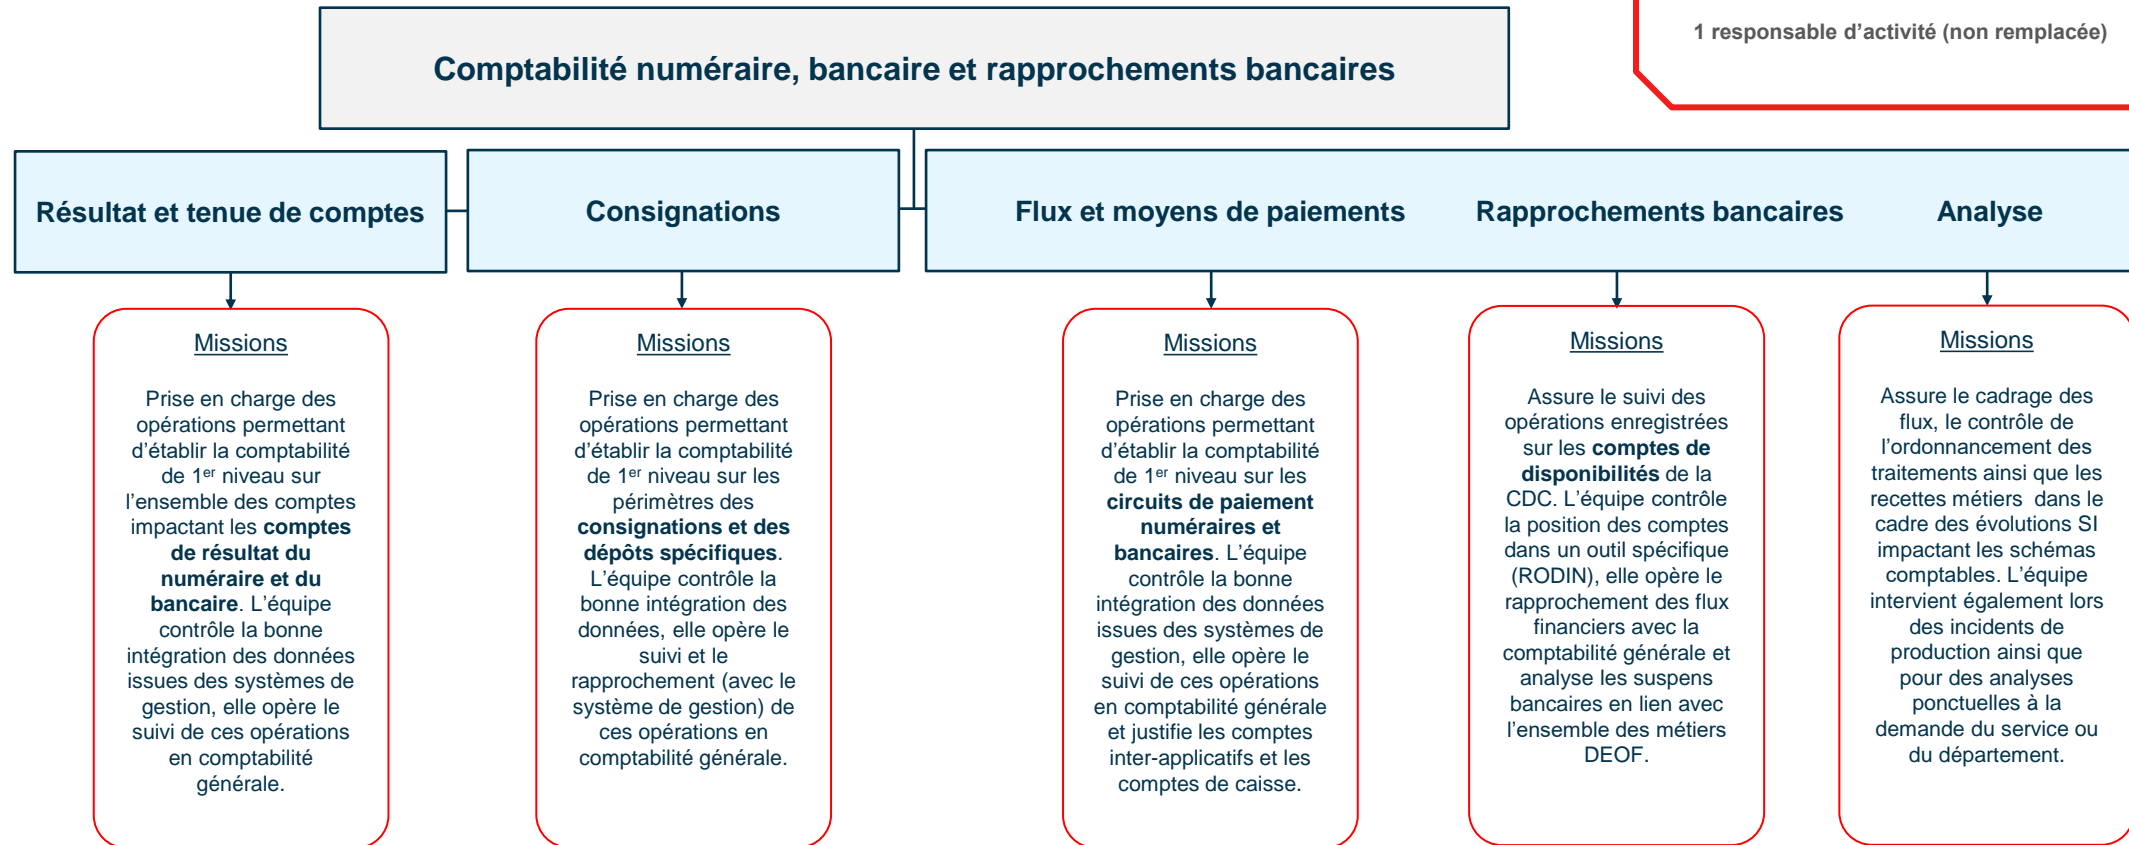 1 responsable d’activité (non remplacée)
Comptabilité numéraire, bancaire et rapprochements bancaires
Résultat et tenue de comptes
Consignations
Flux et moyens de paiements
Rapprochements bancaires
Analyse
Missions
Prise en charge des
opérations permettant
d’établir la comptabilité
de 1er niveau sur
l’ensemble des comptes
impactant les comptes
de résultat du
numéraire et du
bancaire. L’équipe
contrôle la bonne
intégration des données
issues des systèmes de
gestion, elle opère le
suivi de ces opérations
en comptabilité
générale.
Missions
Prise en charge des
opérations permettant
d’établir la comptabilité
de 1er niveau sur les
périmètres des
consignations et des
dépôts spécifiques.
L’équipe contrôle la
bonne intégration des
données, elle opère le
suivi et le
rapprochement (avec le
système de gestion) de
ces opérations en
comptabilité générale.
Missions
Prise en charge des
opérations permettant
d’établir la comptabilité
de 1er niveau sur les
circuits de paiement
numéraires et
bancaires. L’équipe
contrôle la bonne
intégration des données
issues des systèmes de
gestion, elle opère le
suivi de ces opérations
en comptabilité générale
et justifie les comptes
inter-applicatifs et les
comptes de caisse.
Missions
Assure le suivi des
opérations enregistrées
sur les comptes de
disponibilités de la
CDC. L’équipe contrôle
la position des comptes
dans un outil spécifique
(RODIN), elle opère le
rapprochement des flux
financiers avec la
comptabilité générale et
analyse les suspens
bancaires en lien avec
l’ensemble des métiers
DEOF.
Missions
Assure le cadrage des
flux, le contrôle de
l’ordonnancement des
traitements ainsi que les
recettes métiers dans le
cadre des évolutions SI
impactant les schémas
comptables. L’équipe
intervient également lors
des incidents de
production ainsi que
pour des analyses
ponctuelles à la
demande du service ou
du département.